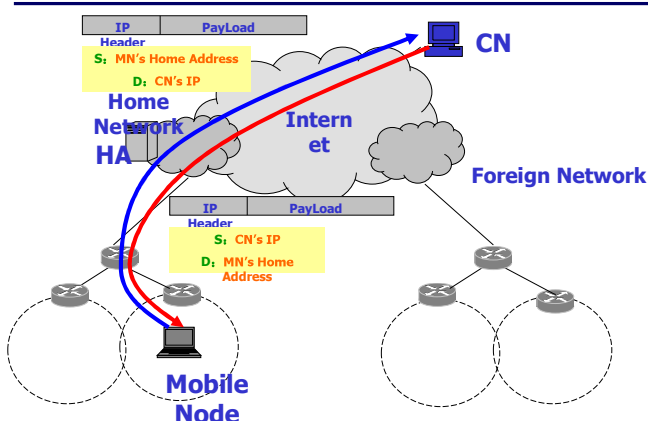 IP
Header
PayLoad
S: MN's Home Address
D: CN's IP
CN
Home
Network
HA
Intern
et
Foreign Network
IP
Header
PayLoad
S: CN's IP
D: MN's Home
Address
Mobile
Node